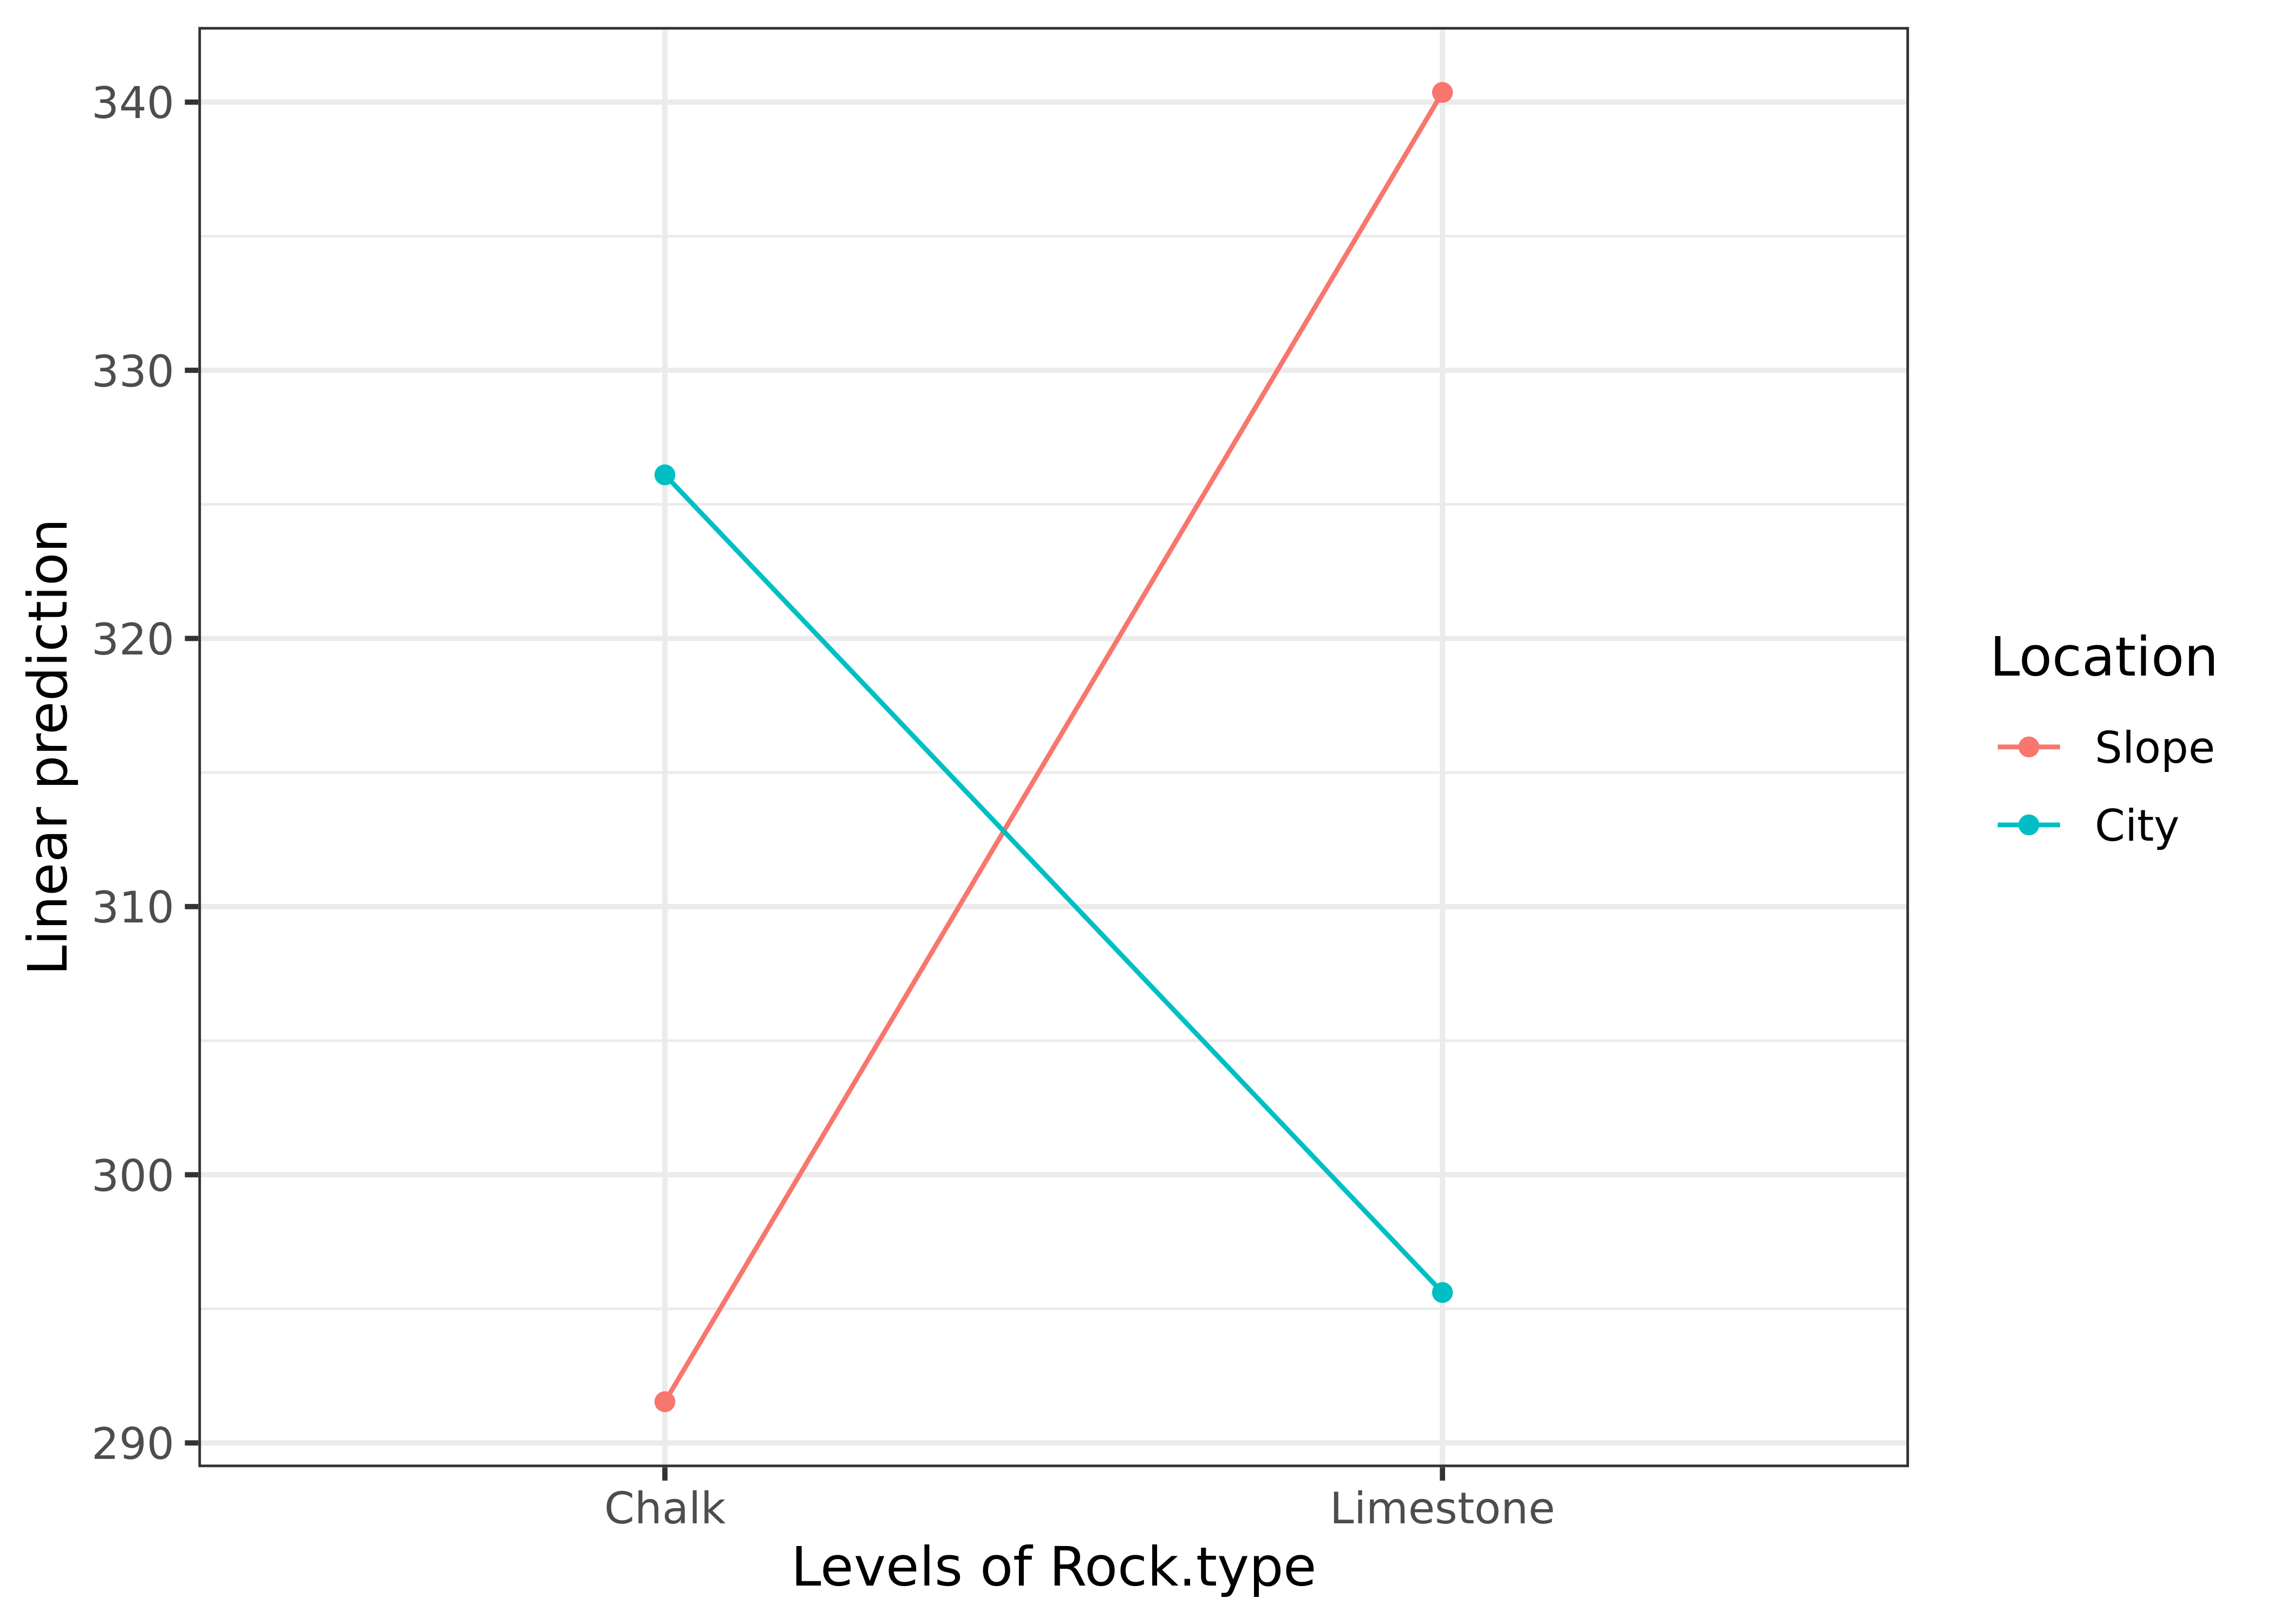 Linear prediction
340
330
320
310
300
290
Chalk Limestone
Levels of Rock.type
Location
Slope
City